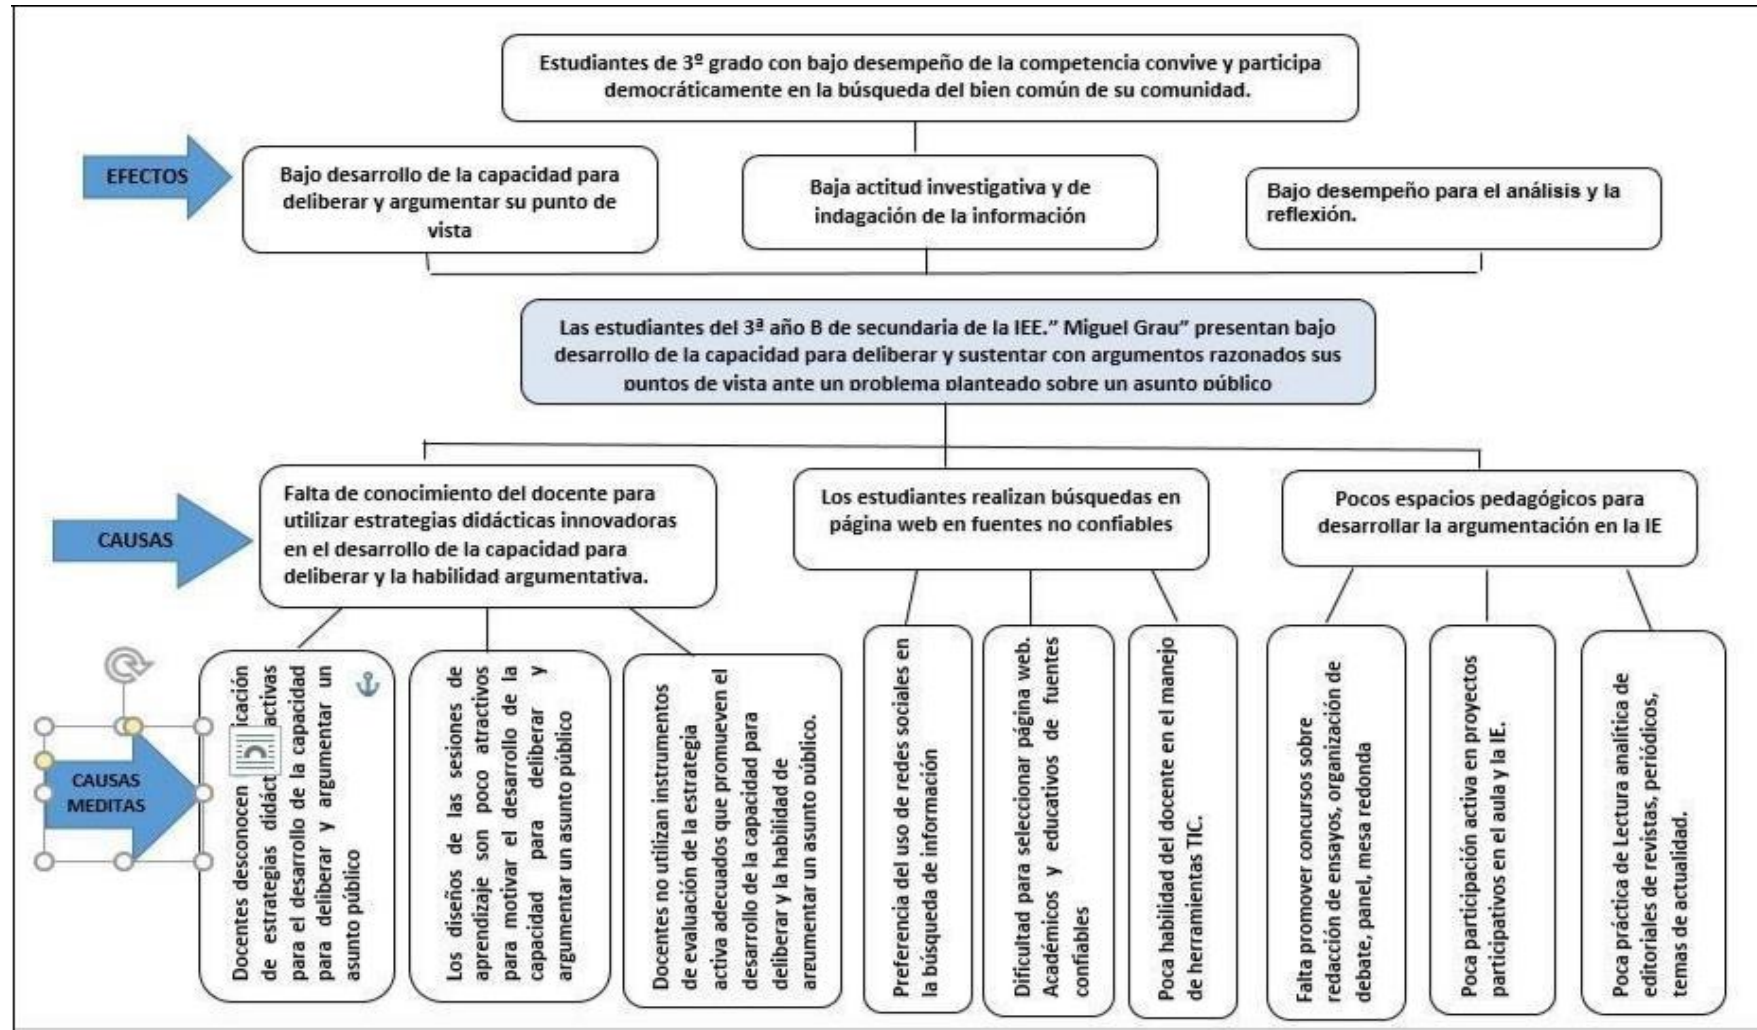 Estudiantes de 3º grado con bajo desempeño de la competencia convive y participa
democráticamente en la búsqueda del bien común de su comunidad.
EFECTOS
Bajo desarrollo de la capacidad para
deliberar y argumentar su punto de
vista
Baja actitud investigativa y de
indagación de la información
Bajo desempeño para el análisis y la
reflexión.
Las estudiantes del 3ª año B de secundaria de la IEE.” Miguel Grau” presentan bajo
desarrollo de la capacidad para deliberar y sustentar con argumentos razonados sus
puntos de vista ante un problema planteado sobre un asunto público
CAUSAS
Falta de conocimiento del docente para
utilizar estrategias didácticas innovadoras
en el desarrollo de la capacidad para
deliberar y la habilidad argumentativa.
Los estudiantes realizan búsquedas en
página web en fuentes no confiables
Pocos espacios pedagógicos para
desarrollar la argumentación en la IE
CAUSAS
MEDITAS
Docentes desconocen
de estrategias activas
para el desarrollo de la capacidad
para deliberar y argumentar un
asunto público
Los diseños de las sesiones de
aprendizaje son poco atractivos
para motivar el desarrollo de la
capacidad para deliberar y
argumentar un asunto público
Docentes no utilizan instrumentos
de evaluación de la estrategia
activa adecuados que promueven el
desarrollo de la capacidad para
deliberar y la habilidad de
argumentar un asunto público.
Preferencia del uso de redes sociales en
la búsqueda de información
Dificultad para seleccionar página web.
Académicos y educativos de fuentes
confiables
Poca habilidad del docente en el manejo
de herramientas TIC.
Falta promover concursos sobre
redacción de ensayos, organización de
debate, panel, mesa redonda
Poca participación activa en proyectos
participativos en el aula y la IE.
Poca práctica de Lectura analítica de
editoriales de revistas, periódicos,
temas de actualidad.